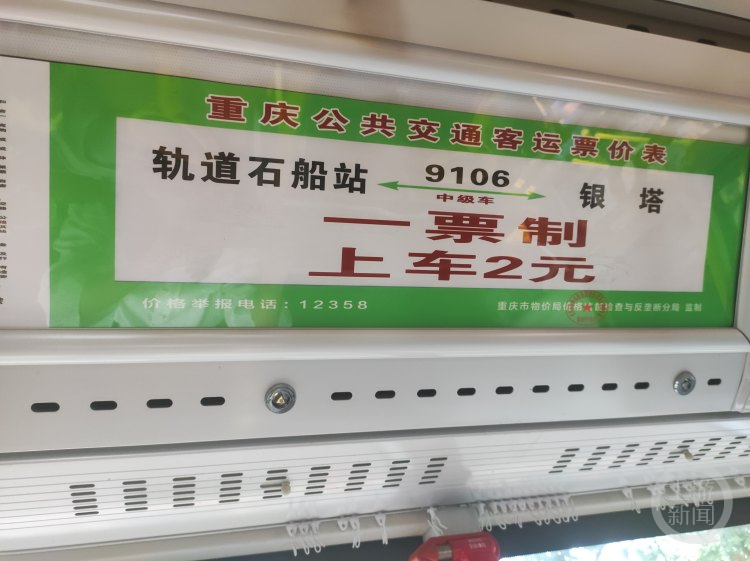 重庆公共交通客运票价表
轨道石船站
9106
中级车
银塔
一票制
上车2元
价格举报电话:12358
重庆市物价局价格监督检查与反垄断分局 监制
新闻